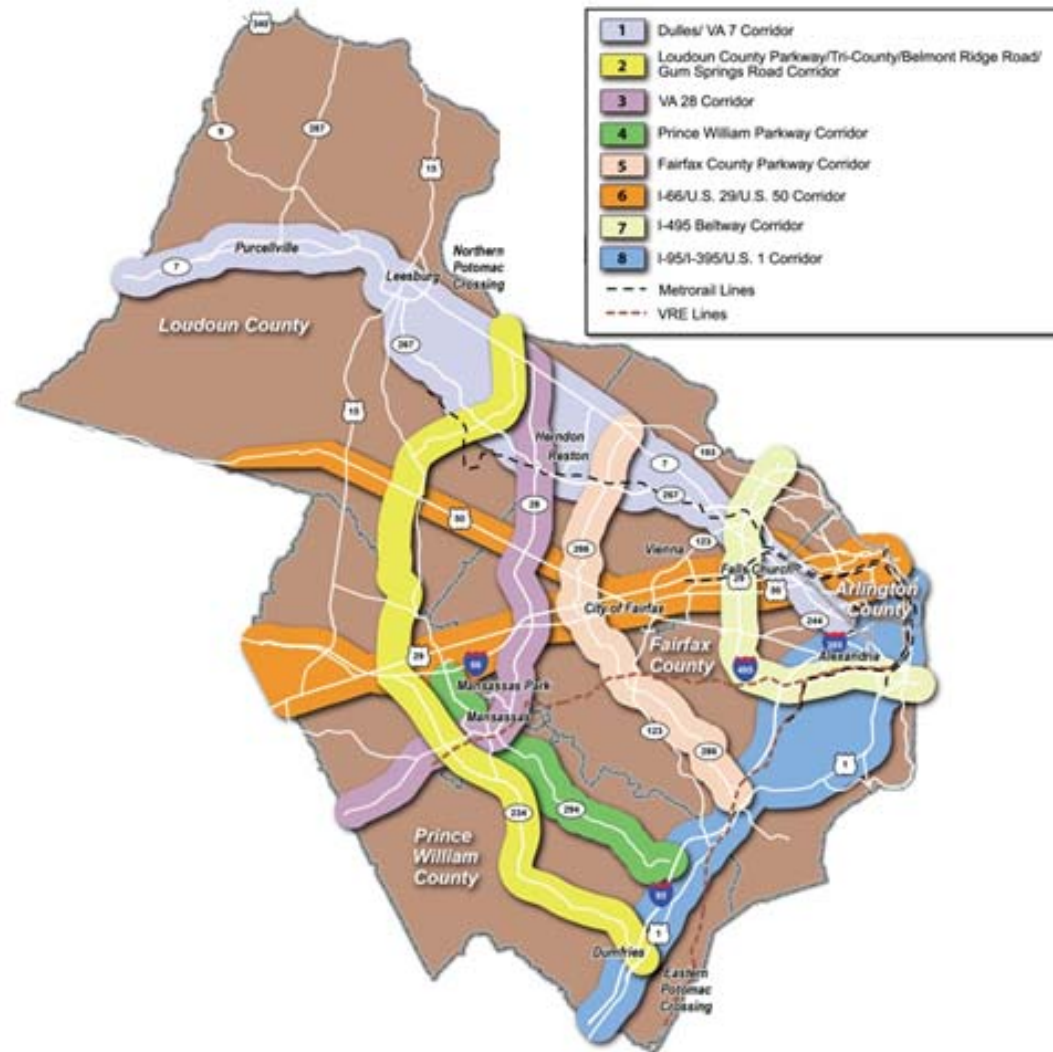 1 Dulles/ VA 7 Corridor
2 Loudoun County Parkway/Tri-County/Belmont Ridge Road/
Gum Springs Road Corridor
3 VA 28 Corridor
4 Prince William Parkway Corridor
5 Fairfax County Parkway Corridor
6 I-66/U.S. 29/U.S. 50 Corridor
7 I-495 Beltway Corridor
8 I-95/I-395/U.S. 1 Corridor
Metrorail Lines
VRE Lines
340
9
287
15
Purcellville
Northern
Potomac
Crossing
7
Leesburg
Loudoun County
267
15
Herndon
Reston
193
7
267
28
50
123
Vienna
286
Falls Church
29
66
Arlington
County
City of Fairfax
244
395
Fairfax
County
Alexandria
495
29
66
Mansassas Park
Mansassas
123
286
1
294
234
Prince
William
County
95
1
Dumfries
Eastern
Potomac
Crossing